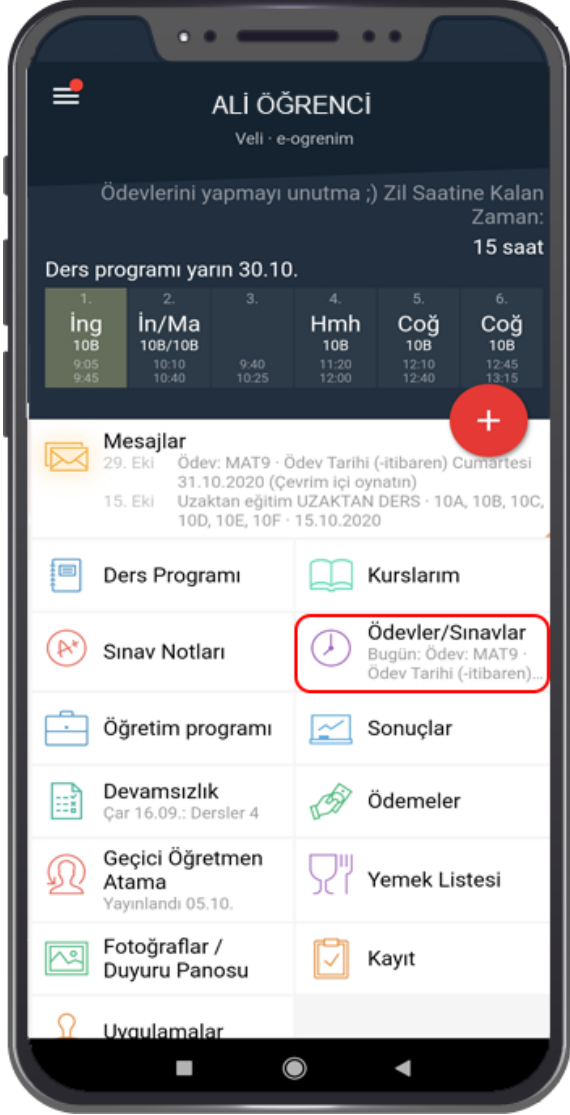 ALİ ÖĞRENCİ
Veli · e-ogrenim
Ödevlerini yapmayı unutma ;) Zil Saatine Kalan
Zaman:
15 saat
Ders programı yarın 30.10.
1. 2. 3. 4. 5. 6.
İng İn/Ma Hmh Coğ Coğ
10B 10B/10B 10B 10B 10B
9:05 10:10 9:40 11:20 12:10 12:45
9:45 10:40 10:25 12:00 12:40 13:15
+
Mesajlar
29. Eki Ödev: MAT9 · Ödev Tarihi (-itibaren) Cumartesi
31.10.2020 (Çevrim içi oynatın)
15. Eki Uzaktan eğitim UZAKTAN DERS · 10A, 10B, 10C,
10D, 10E, 10F · 15.10.2020
Ders Programı
Kurslarım
A+
Sınav Notları
Ödevler/Sınavlar
Bugün: Ödev: MAT9 ·
Ödev Tarihi (-itibaren)...
Öğretim programı
Sonuçlar
Devamsızlık
Çar 16.09.: Dersler 4
Ödemeler
Geçici Öğretmen
Atama
Yayınlandı 05.10.
Yemek Listesi
Fotoğraflar /
Duyuru Panosu
Kayıt
Uygulamalar